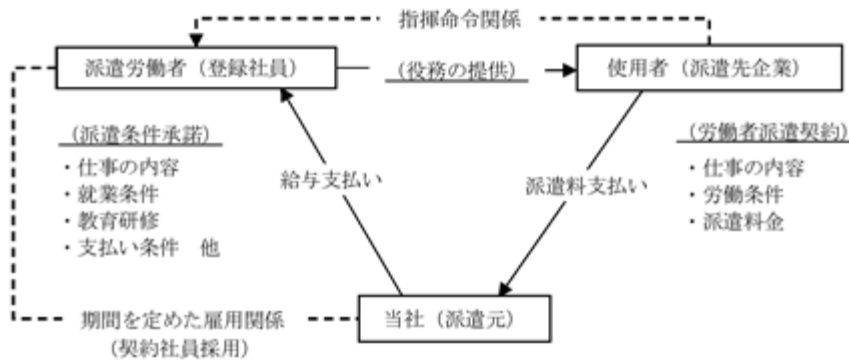 指揮命令関係
派遣労働者（登録社員）
（役務の提供）
使用者（派遣先企業）
（派遣条件承諾）
・仕事の内容
・就業条件
・教育研修
・支払い条件　他
給与支払い
派遣料支払い
（労働者派遣契約）
・仕事の内容
・労働条件
・派遣料金
期間を定めた雇用関係
（契約社員採用）
当社（派遣元）